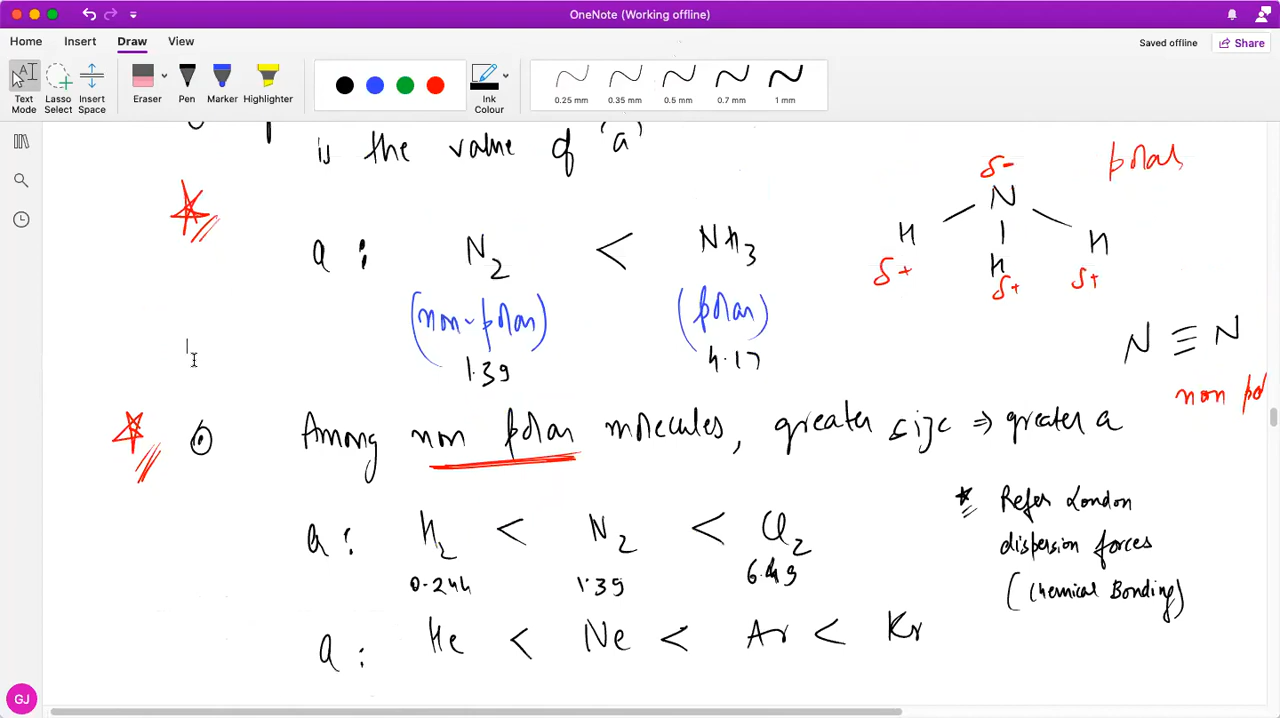 OneNote (Working offline)
Home Insert Draw View
Saved offline
Share
Text Mode
Lasso Select
Insert Space
Eraser
Pen
Marker
Highlighter
Ink Colour
0.25 mm
0.35 mm
0.5 mm
0.7 mm
1 mm
is the value of 'a'
a : N2 < NH3
(non-polar) (polar)
1.39 4.17
δ- polar
N
H H H
δ+ δ+ δ+
N ≡ N
non po
Among non polar molecules, greater size ⇒ greater a
a : H2 < N2 < Cl2
0.244 1.39 6.49
a : He < Ne < Ar < Kr
* Refer London
dispersion forces
(Chemical Bonding)
GJ